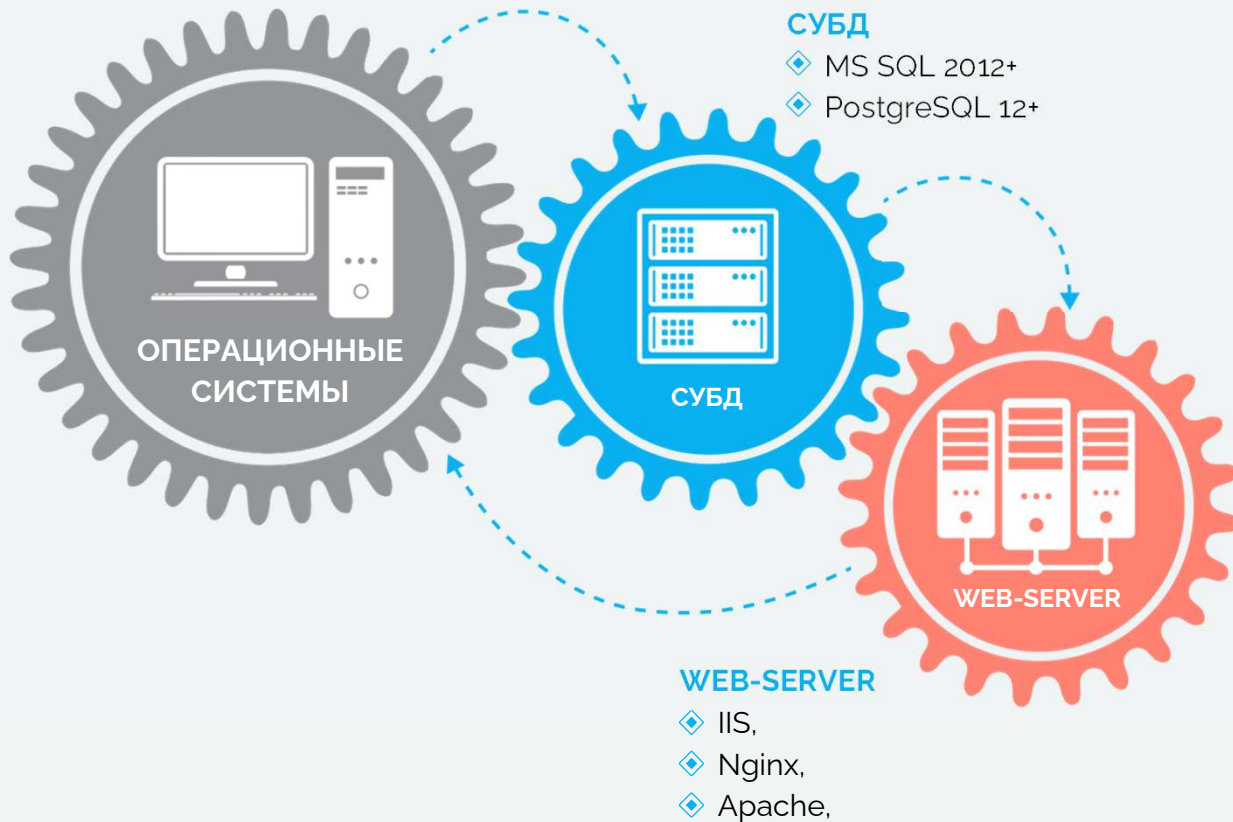 СУБД
MS SQL 2012+
PostgreSQL 12+
ОПЕРАЦИОННЫЕ
СИСТЕМЫ
СУБД
WEB-SERVER
WEB-SERVER
IIS,
Nginx,
Apache,